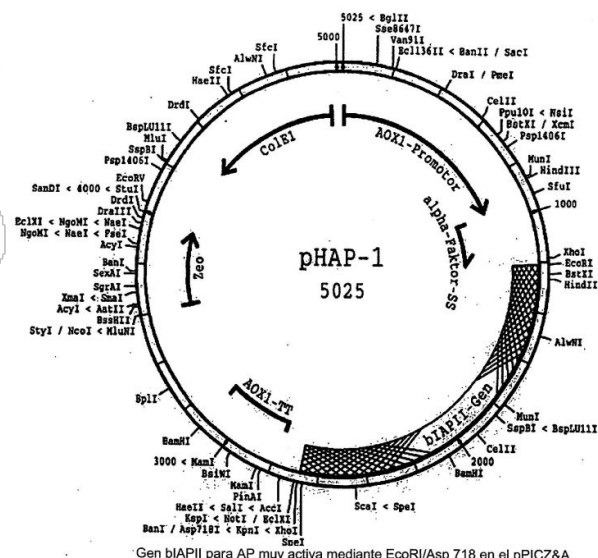 5025 < BglII
5000
Sse8647I
Van91I
Ecl136II < BanII / SacI
DraI / PmeI
CelII
Ppu10I < NsiI
BstXI / XcmI
Psp1406I
MunI
HindIII
SfuI
1000
XhoI
EcoRI
BstXI
HindII
AlwNI
MunI
SspBI < BspLU11I
CelII
2000
BamHI
ScaI < SpeI
SpeI
BanI / Asp718I < KpnI < XhoI
KspI < NotI / EclXI
HaeII < SalI < AccI
PinAI
KamI
BsiWI
3000 < KamI
BamHI
BplI
StyI / NcoI < MluNI
BssHII
AcyI < AatII
XmaI < SmaI
SgrAI
SexAI
BanI
AcyI
NgoMI < NaeI < FseI
EclXI < NgoMI < NaeI
DraIII
DrdI
SanDI < 4000 < StuI
EcoRV
Psp1406I
SspBI
MluI
BspLU11I
DrdI
HaeII
SfcI
AlwNI
SfcI
ColE1
AOX1-Promotor
alpha-Faktor-SS
pHAP-1
5025
Zeo
AOX1-TT
bIAPII-Gen
Gen bIAPII para AP muy activa mediante EcoRI/Asp 718 en el pPICZ&A